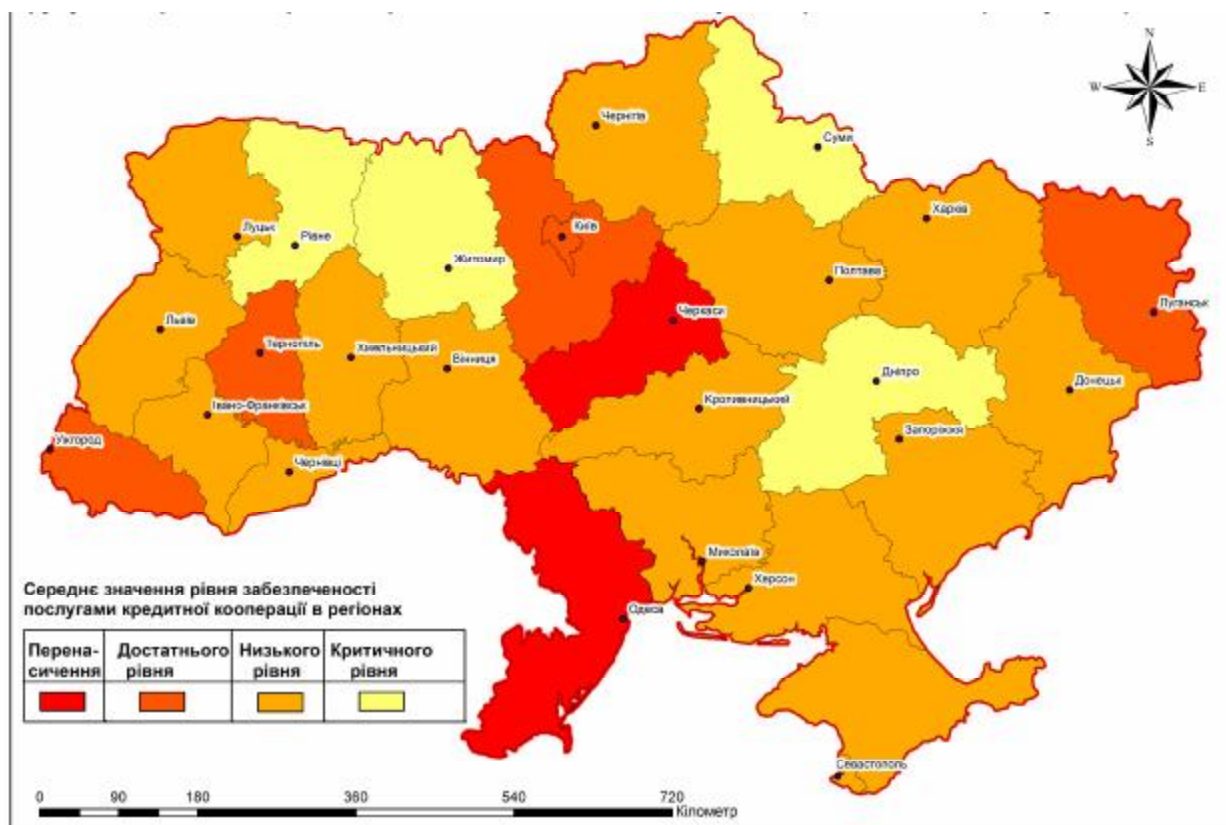 N
W
E
S
Чернігів
Суми
Луцьк
Рівне
Київ
Харків
Житомир
Полтава
Львів
Черкаси
Луганськ
Тернопіль
Хмельницький
Вінниця
Дніпро
Донецьк
Івано-Франківськ
Кропивницький
Запоріжжя
Ужгород
Чернівці
Миколаїв
Херсон
Одеса
Севастополь
Середнє значення рівня забезпеченості
послугами кредитної кооперації в регіонах
Перена- Достатнього Низького Критичного
сичення рівня рівня рівня
0 90 180 360 540 720
Кілометр